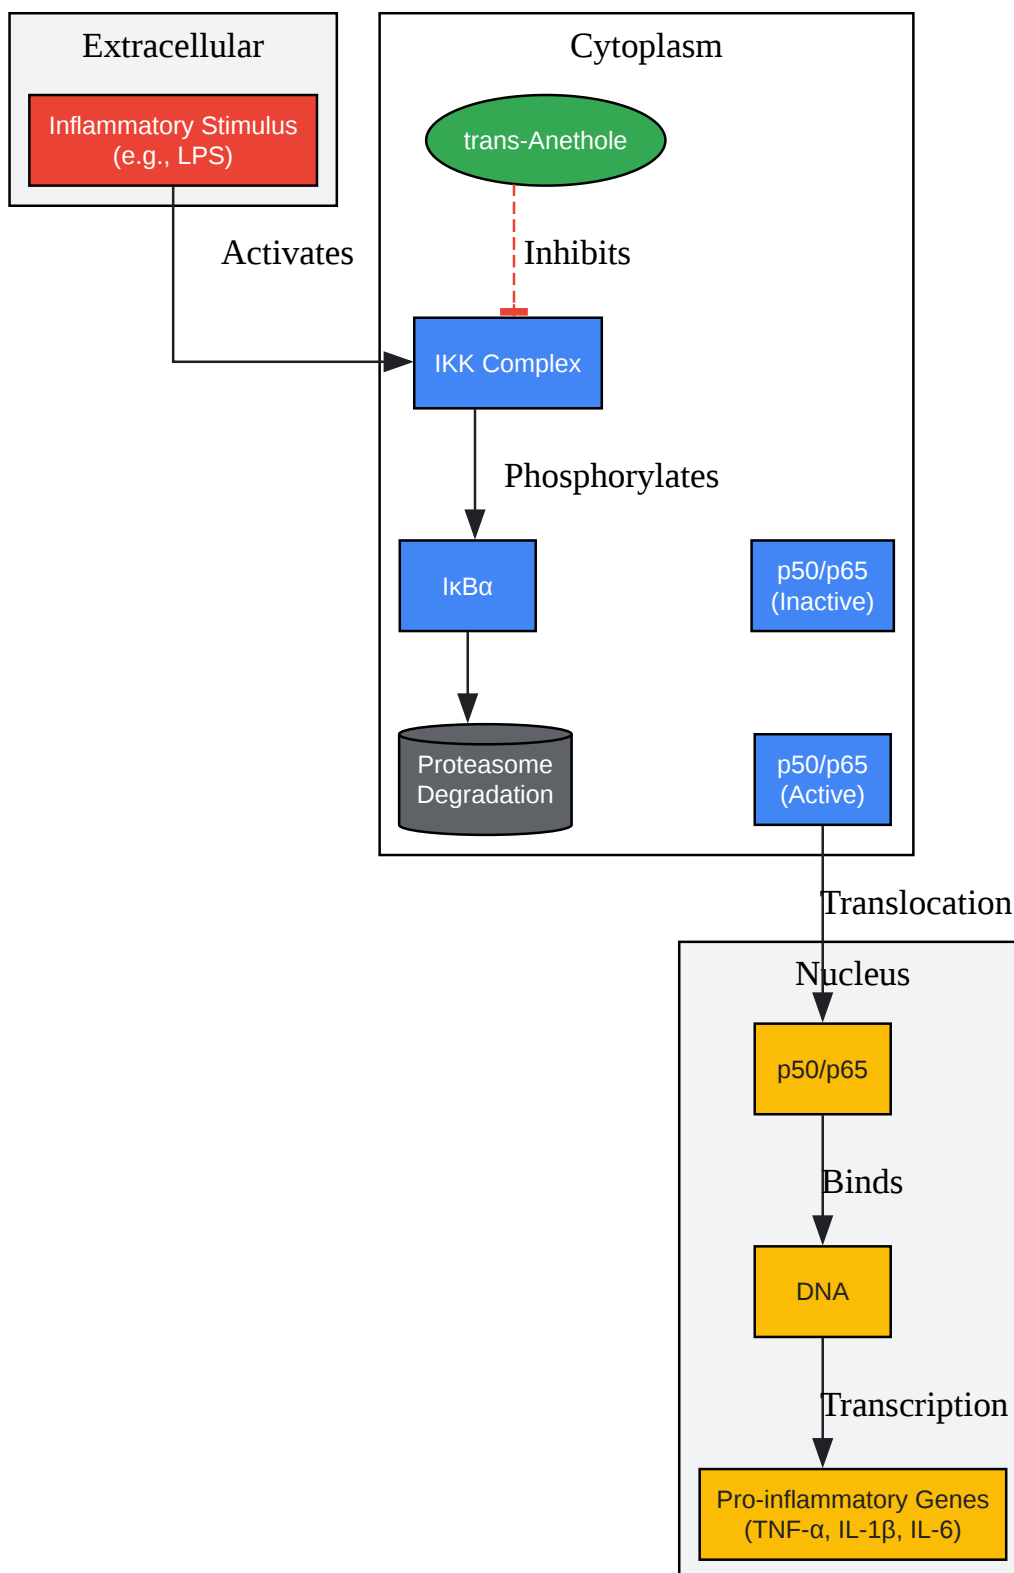 Extracellular
Cytoplasm
Inflammatory Stimulus
(e.g., LPS)
trans-Anethole
Activates
Inhibits
IKK Complex
Phosphorylates
IκBα
p50/p65
(Inactive)
Proteasome
Degradation
p50/p65
(Active)
Translocation
Nucleus
p50/p65
Binds
DNA
Transcription
Pro-inflammatory Genes
(TNF-α, IL-1β, IL-6)